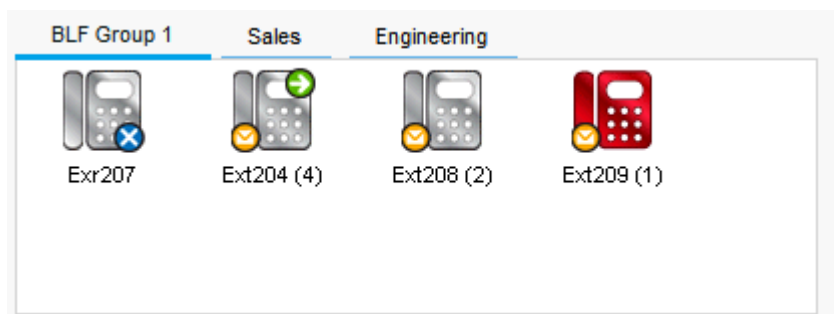 BLF Group 1 Sales Engineering
Exr207 Ext204 (4) Ext208 (2) Ext209 (1)